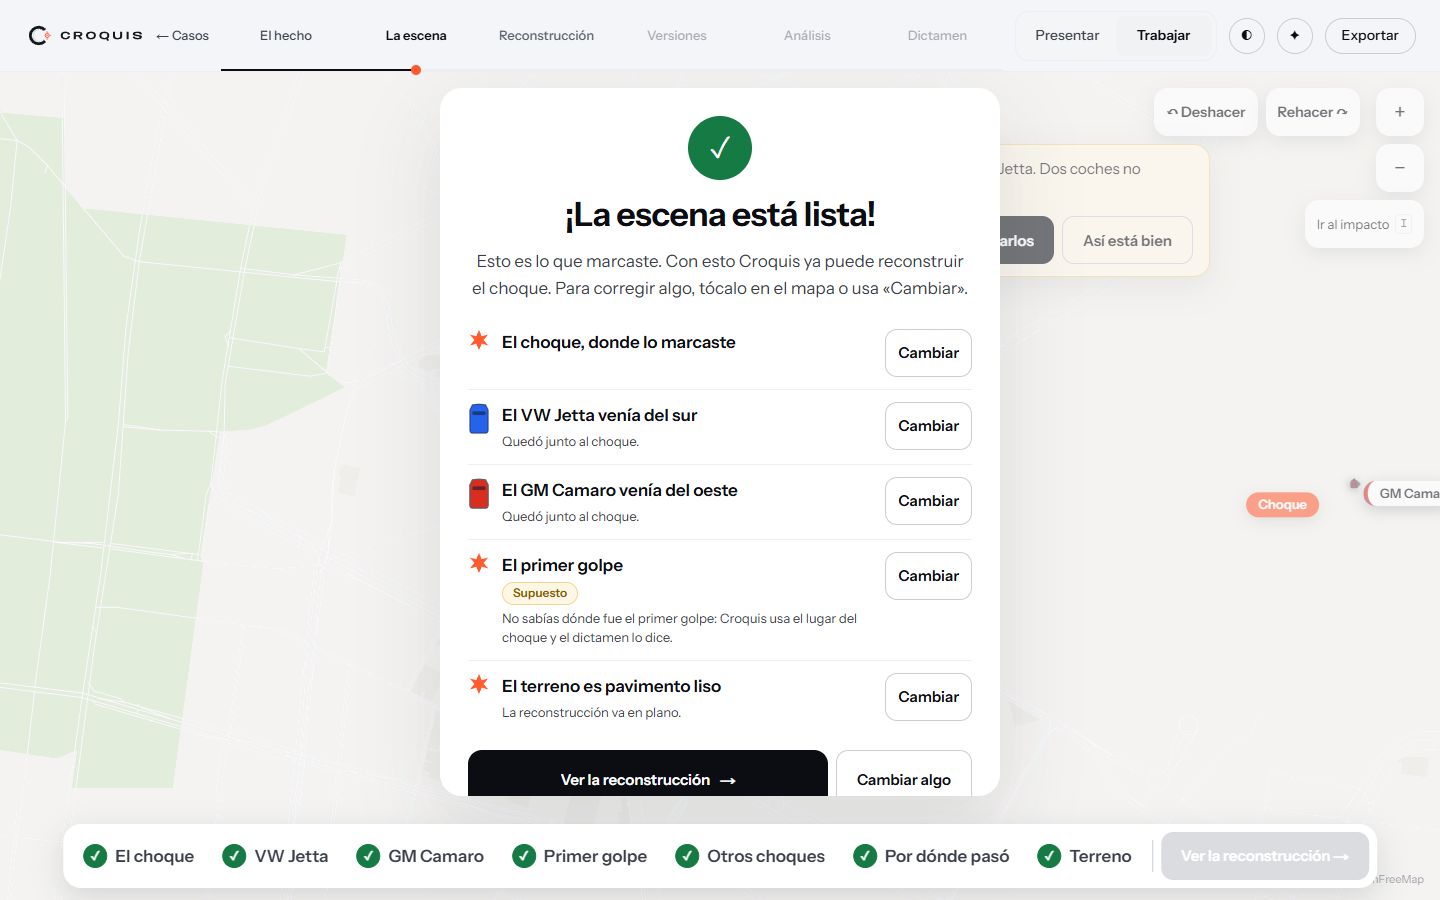 CROQUIS
← Casos
El hecho
La escena
Reconstrucción
Versiones
Análisis
Dictamen
Presentar
Trabajar
Exportar
Deshacer
Rehacer
+
−
Ir al impacto I
Jetta. Dos coches no
arlos
Así está bien
¡La escena está lista!
Esto es lo que marcaste. Con esto Croquis ya puede reconstruir
el choque. Para corregir algo, tócalo en el mapa o usa «Cambiar».
El choque, donde lo marcaste
Cambiar
El VW Jetta venía del sur
Quedó junto al choque.
Cambiar
El GM Camaro venía del oeste
Quedó junto al choque.
Cambiar
El primer golpe
Supuesto
No sabías dónde fue el primer golpe: Croquis usa el lugar del
choque y el dictamen lo dice.
Cambiar
El terreno es pavimento liso
La reconstrucción va en plano.
Cambiar
Ver la reconstrucción →
Cambiar algo
Choque
GM Cama
El choque
VW Jetta
GM Camaro
Primer golpe
Otros choques
Por dónde pasó
Terreno
Ver la reconstrucción →
nFreeMap